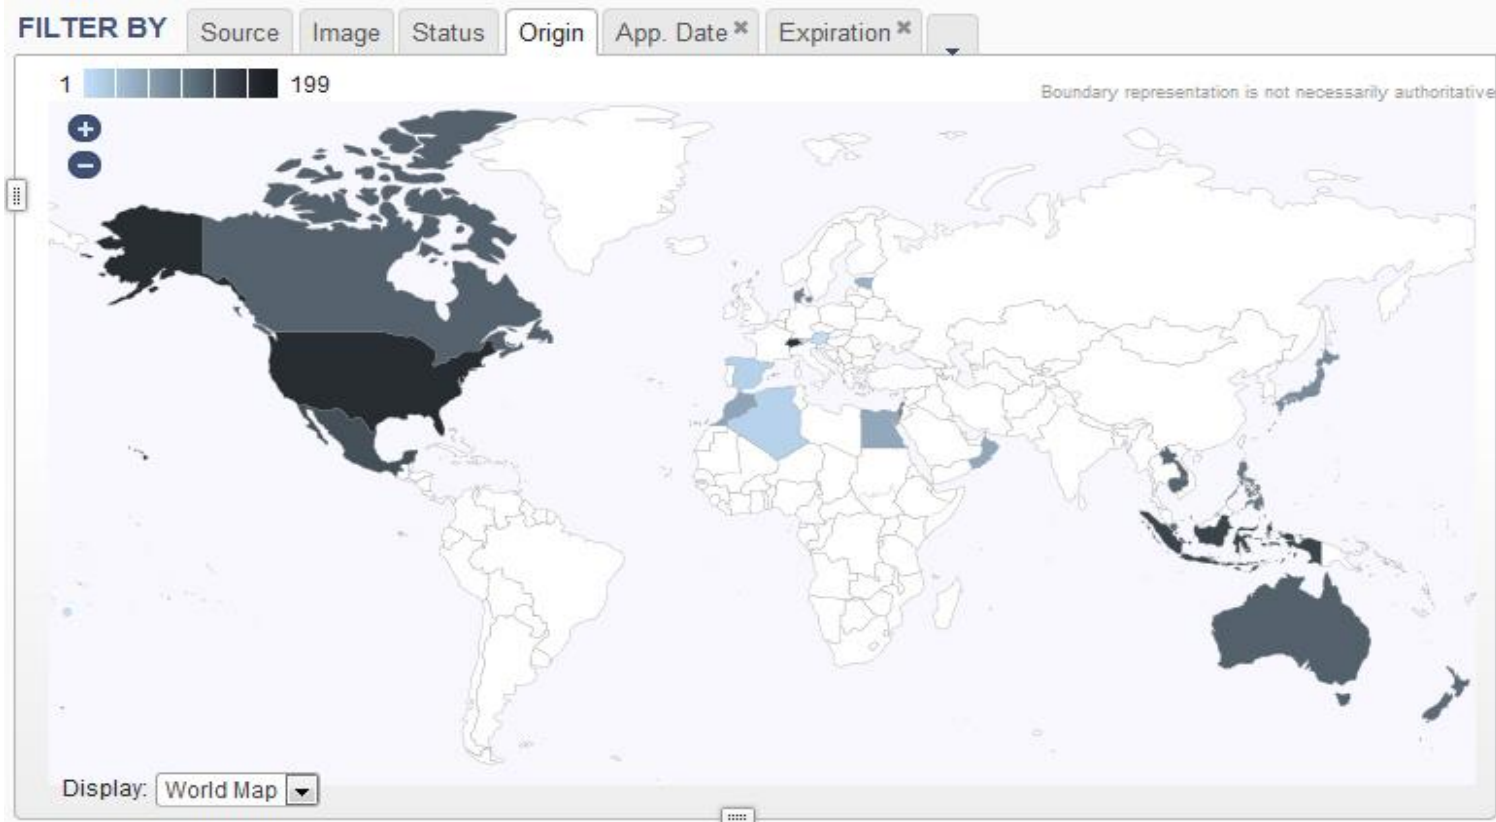 FILTER BY Source Image Status Origin App. Date ✖ Expiration ✖
1 199
Boundary representation is not necessarily authoritative
Display: World Map